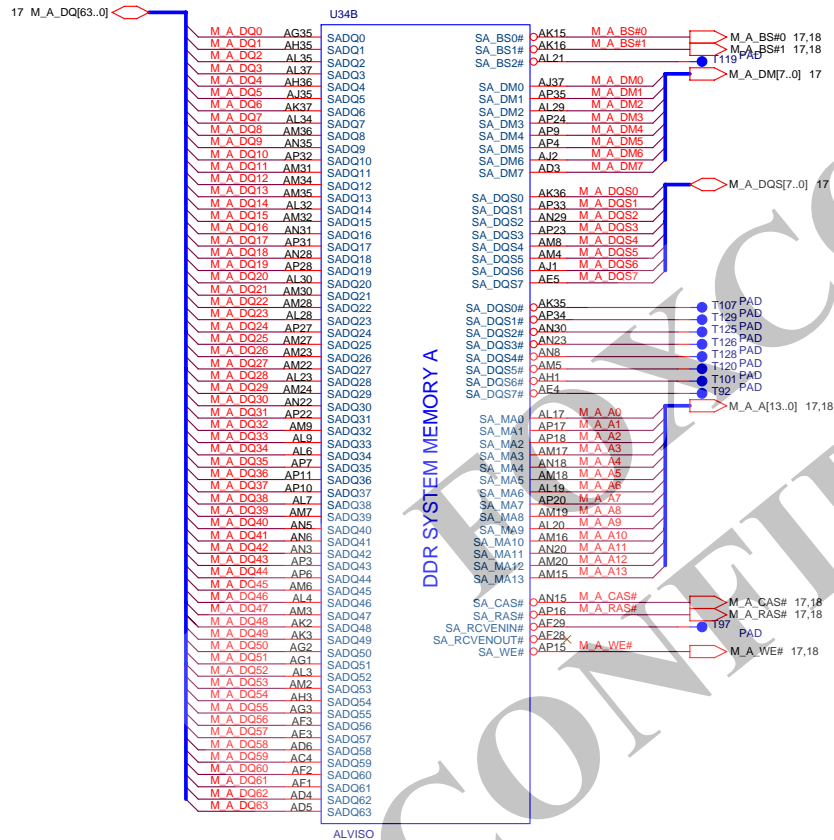 17 M_A_DQ[63..0]
U34B
M_A_DQ0 AG35 SADQ0
M_A_DQ1 AH35 SADQ1
M_A_DQ2 AL35 SADQ2
M_A_DQ3 AL37 SADQ3
M_A_DQ4 AH36 SADQ4
M_A_DQ5 AJ35 SADQ5
M_A_DQ6 AK37 SADQ6
M_A_DQ7 AL34 SADQ7
M_A_DQ8 AM36 SADQ8
M_A_DQ9 AN35 SADQ9
M_A_DQ10 AP32 SADQ10
M_A_DQ11 AM31 SADQ11
M_A_DQ12 AM34 SADQ12
M_A_DQ13 AM35 SADQ13
M_A_DQ14 AL32 SADQ14
M_A_DQ15 AM32 SADQ15
M_A_DQ16 AN31 SADQ16
M_A_DQ17 AP31 SADQ17
M_A_DQ18 AN28 SADQ18
M_A_DQ19 AP28 SADQ19
M_A_DQ20 AL30 SADQ20
M_A_DQ21 AM30 SADQ21
M_A_DQ22 AM28 SADQ22
M_A_DQ23 AL28 SADQ23
M_A_DQ24 AP27 SADQ24
M_A_DQ25 AM27 SADQ25
M_A_DQ26 AM23 SADQ26
M_A_DQ27 AM22 SADQ27
M_A_DQ28 AL23 SADQ28
M_A_DQ29 AM24 SADQ29
M_A_DQ30 AN22 SADQ30
M_A_DQ31 AP22 SADQ31
M_A_DQ32 AM9 SADQ32
M_A_DQ33 AL9 SADQ33
M_A_DQ34 AL6 SADQ34
M_A_DQ35 AP7 SADQ35
M_A_DQ36 AP11 SADQ36
M_A_DQ37 AP10 SADQ37
M_A_DQ38 AL7 SADQ38
M_A_DQ39 AM7 SADQ39
M_A_DQ40 AN5 SADQ40
M_A_DQ41 AN6 SADQ41
M_A_DQ42 AN3 SADQ42
M_A_DQ43 AP3 SADQ43
M_A_DQ44 AP6 SADQ44
M_A_DQ45 AM6 SADQ45
M_A_DQ46 AL4 SADQ46
M_A_DQ47 AM3 SADQ47
M_A_DQ48 AK2 SADQ48
M_A_DQ49 AK3 SADQ49
M_A_DQ50 AG2 SADQ50
M_A_DQ51 AG1 SADQ51
M_A_DQ52 AL3 SADQ52
M_A_DQ53 AM2 SADQ53
M_A_DQ54 AH3 SADQ54
M_A_DQ55 AG3 SADQ55
M_A_DQ56 AF3 SADQ56
M_A_DQ57 AE3 SADQ57
M_A_DQ58 AD6 SADQ58
M_A_DQ59 AC4 SADQ59
M_A_DQ60 AF2 SADQ60
M_A_DQ61 AF1 SADQ61
M_A_DQ62 AD4 SADQ62
M_A_DQ63 AD5 SADQ63
DDR SYSTEM MEMORY A
SA_BS0# AK15 M_A_BS#0 M_A_BS#0 17,18
SA_BS1# AK16 M_A_BS#1 M_A_BS#1 17,18
SA_BS2# AL21 T119 PAD
M_A_DM[7..0] 17
SA_DM0 AJ37 M_A_DM0
SA_DM1 AP35 M_A_DM1
SA_DM2 AL29 M_A_DM2
SA_DM3 AP24 M_A_DM3
SA_DM4 AP9 M_A_DM4
SA_DM5 AP4 M_A_DM5
SA_DM6 AJ2 M_A_DM6
SA_DM7 AD3 M_A_DM7
M_A_DQS[7..0] 17
SA_DQS0 AK36 M_A_DQS0
SA_DQS1 AP33 M_A_DQS1
SA_DQS2 AN29 M_A_DQS2
SA_DQS3 AP23 M_A_DQS3
SA_DQS4 AM8 M_A_DQS4
SA_DQS5 AM4 M_A_DQS5
SA_DQS6 AJ1 M_A_DQS6
SA_DQS7 AE5 M_A_DQS7
SA_DQS0# AK35 T107 PAD
SA_DQS1# AP34 T129 PAD
SA_DQS2# AN30 T125 PAD
SA_DQS3# AN23 T126 PAD
SA_DQS4# AN8 T128 PAD
SA_DQS5# AM5 T120 PAD
SA_DQS6# AH1 T101 PAD
SA_DQS7# AE4 T92 PAD
M_A_A[13..0] 17,18
SA_MA0 AL17 M_A_A0
SA_MA1 AP17 M_A_A1
SA_MA2 AP18 M_A_A2
SA_MA3 AM17 M_A_A3
SA_MA4 AN18 M_A_A4
SA_MA5 AM18 M_A_A5
SA_MA6 AL19 M_A_A6
SA_MA7 AP20 M_A_A7
SA_MA8 AM19 M_A_A8
SA_MA9 AL20 M_A_A9
SA_MA10 AM16 M_A_A10
SA_MA11 AN20 M_A_A11
SA_MA12 AM20 M_A_A12
SA_MA13 AM15 M_A_A13
SA_CAS# AN15 M_A_CAS# M_A_CAS# 17,18
SA_RAS# AP16 M_A_RAS# M_A_RAS# 17,18
SA_RCVENIN# AF29 T97 PAD
SA_RCVENOUT# AF28
SA_WE# AP15 M_A_WE# M_A_WE# 17,18
ALVISO
FOXCO
CONFI